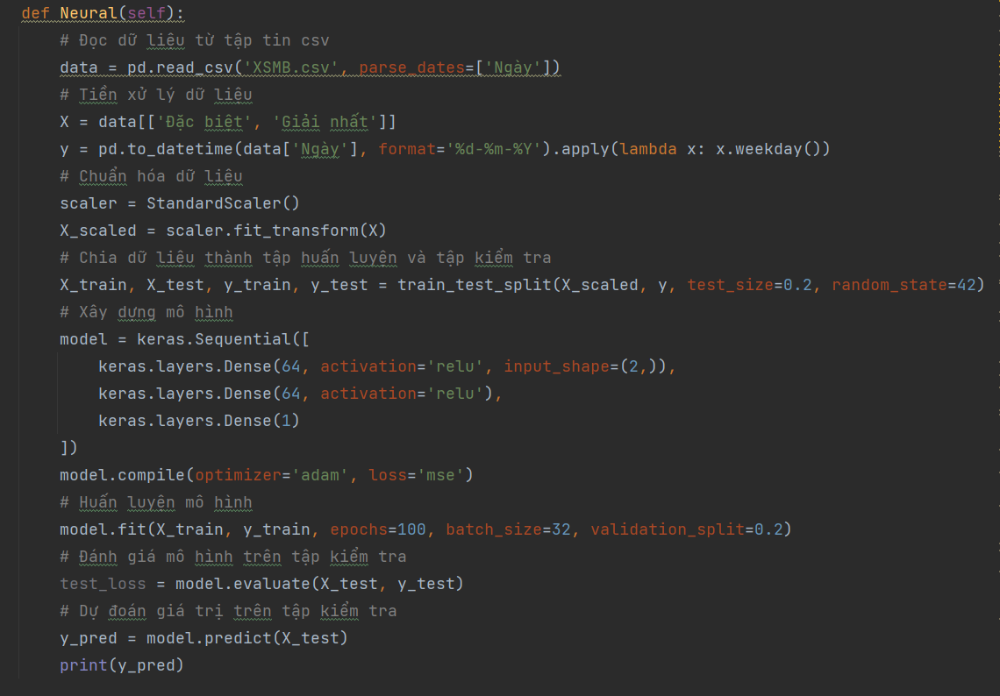 def Neural(self):
    # Đọc dữ liệu từ tập tin csv
    data = pd.read_csv('XSMB.csv', parse_dates=['Ngày'])
    # Tiền xử lý dữ liệu
    X = data[['Đặc biệt', 'Giải nhất']]
    y = pd.to_datetime(data['Ngày'], format='%d-%m-%Y').apply(lambda x: x.weekday())
    # Chuẩn hóa dữ liệu
    scaler = StandardScaler()
    X_scaled = scaler.fit_transform(X)
    # Chia dữ liệu thành tập huấn luyện và tập kiểm tra
    X_train, X_test, y_train, y_test = train_test_split(X_scaled, y, test_size=0.2, random_state=42)
    # Xây dựng mô hình
    model = keras.Sequential([
        keras.layers.Dense(64, activation='relu', input_shape=(2,)),
        keras.layers.Dense(64, activation='relu'),
        keras.layers.Dense(1)
    ])
    model.compile(optimizer='adam', loss='mse')
    # Huấn luyện mô hình
    model.fit(X_train, y_train, epochs=100, batch_size=32, validation_split=0.2)
    # Đánh giá mô hình trên tập kiểm tra
    test_loss = model.evaluate(X_test, y_test)
    # Dự đoán giá trị trên tập kiểm tra
    y_pred = model.predict(X_test)
    print(y_pred)